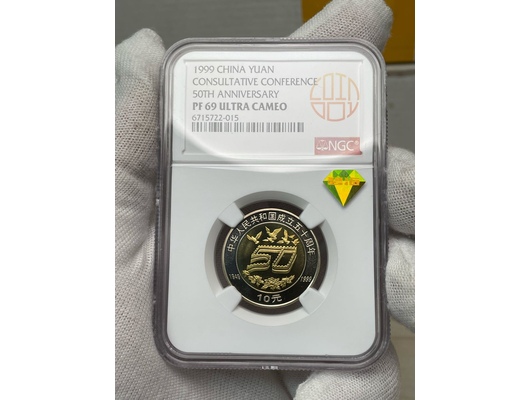 1999 CHINA YUAN
CONSULTATIVE CONFERENCE
50TH ANNIVERSARY
PF 69 ULTRA CAMEO
6715722-015
COIN
NGC
中华人民共和国成立五十周年
50
1949 1999
10元